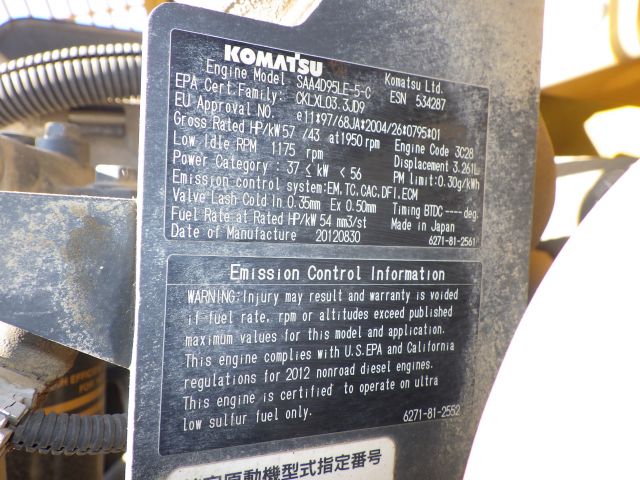 KOMATSU
Komatsu Ltd.
Engine Model SAA4D95LE-5-C ESN 534287
EPA Cert.Family: CKLXL03.3JD9
EU Approval NO. e11*97/68JA*2004/26*0795*01
Gross Rated HP/kW 57 /43 at 1950 rpm Engine Code 3C28
Low Idle RPM 1175 rpm Displacement 3.261L
Power Category : 37 ≤ kW < 56 PM limit: 0.30g/kWh
Emission control system:EM.TC.CAC.DFI.ECM
Valve Lash Cold In 0.35mm Ex 0.50mm Timing BTDC ---- deg.
Fuel Rate at Rated HP/kW 54 mm3/st Made in Japan
Date of Manufacture 20120830 6271-81-2561
Emission Control Information
WARNING:Injury may result and warranty is voided
if fuel rate, rpm or altitudes exceed published
maximum values for this model and application.
This engine complies with U.S.EPA and California
regulations for 2012 nonroad diesel engines.
This engine is certified to operate on ultra
low sulfur fuel only. 6271-81-2552
原動機型式指定番号